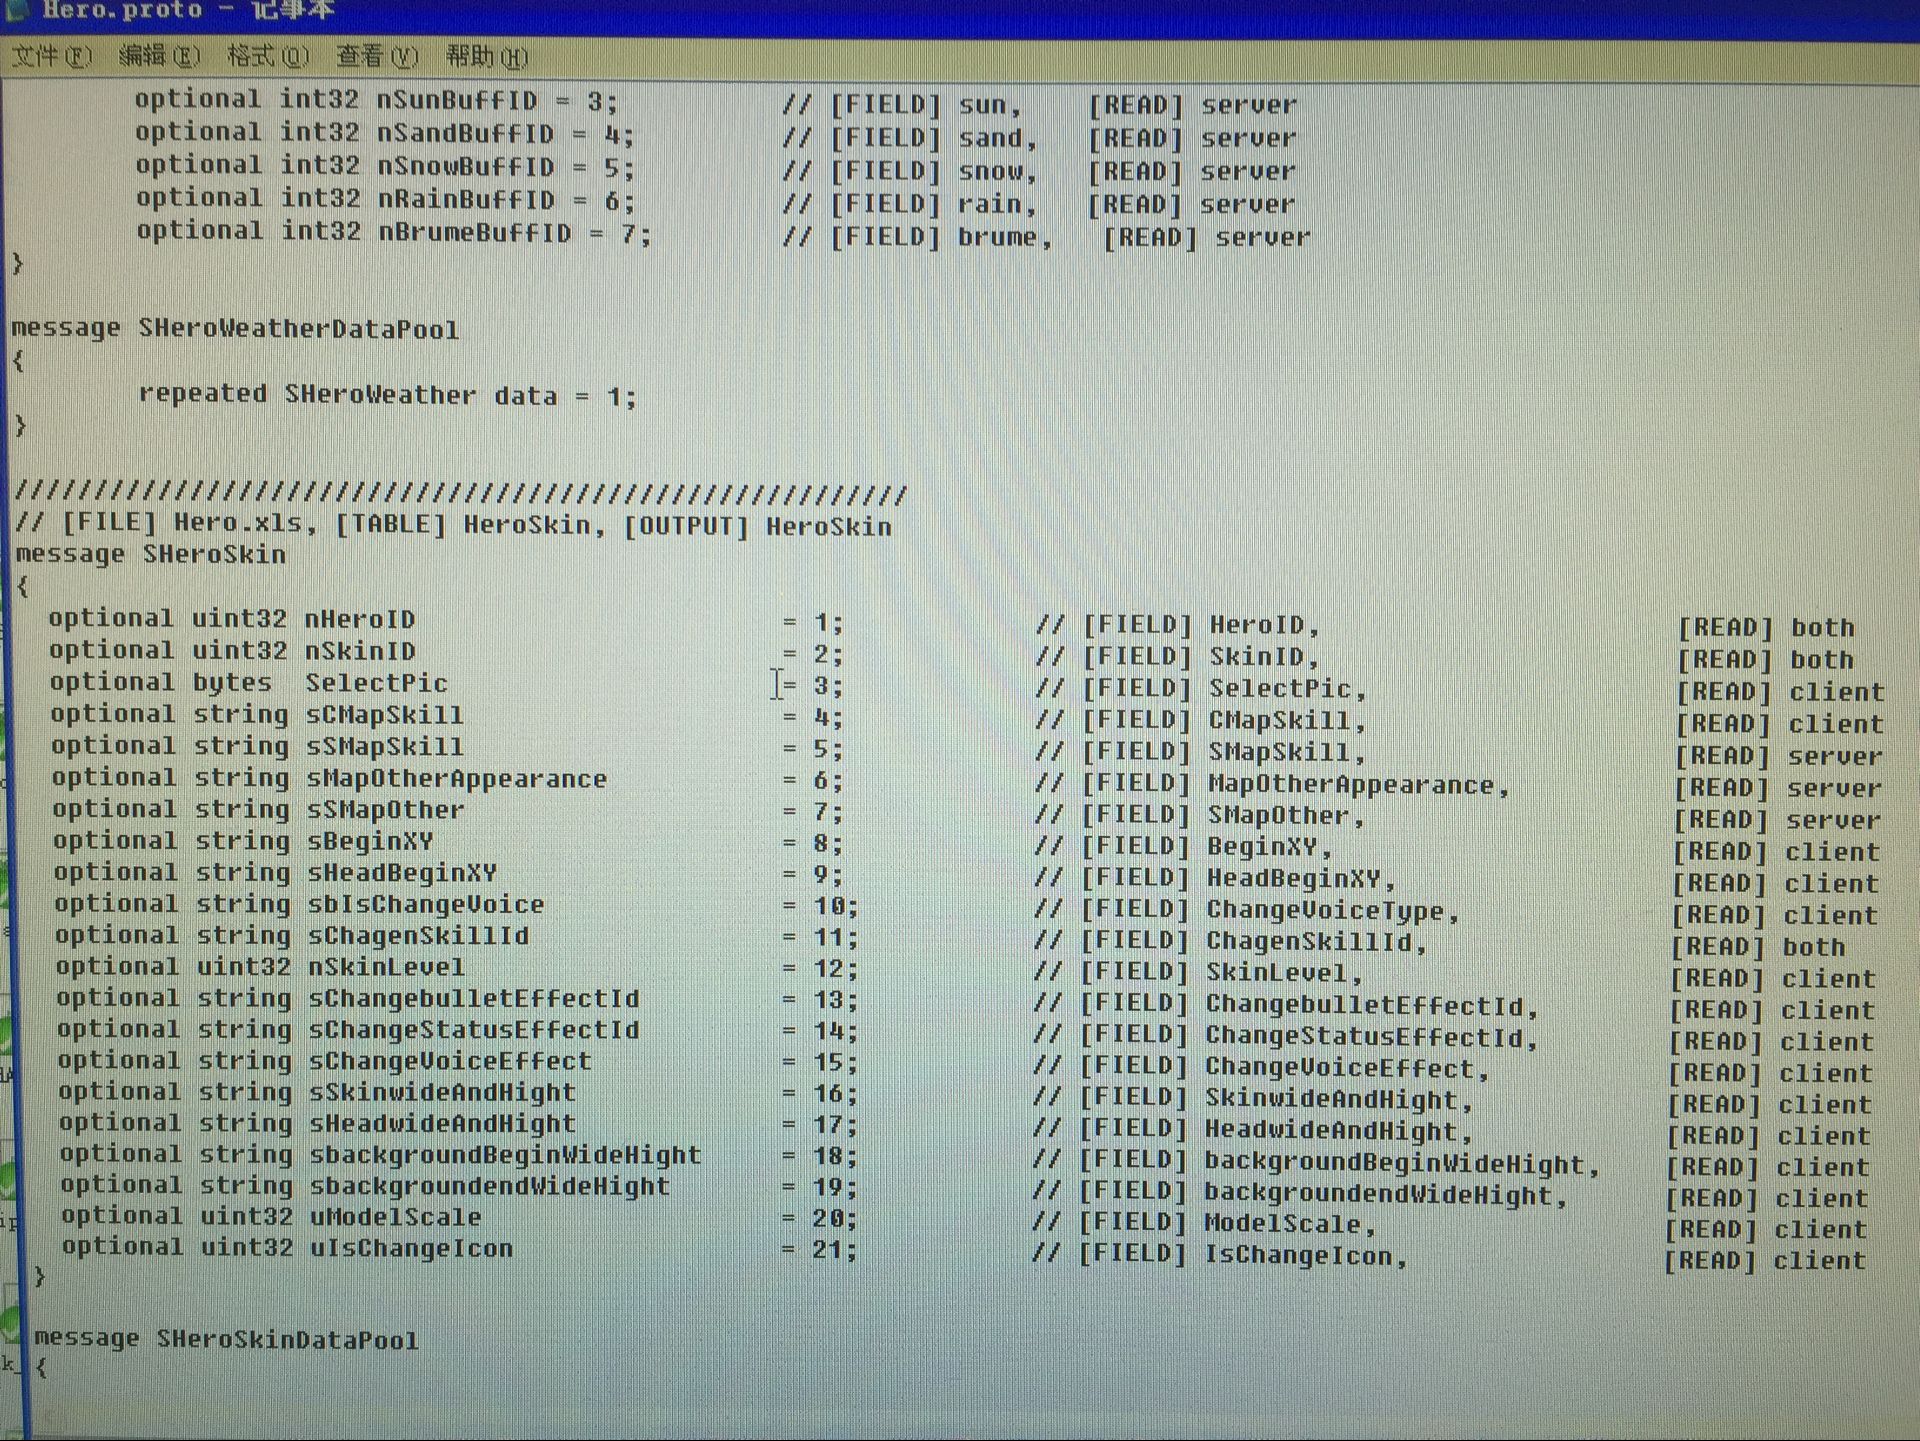 Hero.proto - 记事本
文件(F) 编辑(E) 格式(O) 查看(V) 帮助(H)
optional int32 nSunBuffID = 3; // [FIELD] sun, [READ] server
optional int32 nSandBuffID = 4; // [FIELD] sand, [READ] server
optional int32 nSnowBuffID = 5; // [FIELD] snow, [READ] server
optional int32 nRainBuffID = 6; // [FIELD] rain, [READ] server
optional int32 nBrumeBuffID = 7; // [FIELD] brume, [READ] server
}
message SHeroWeatherDataPool
{
repeated SHeroWeather data = 1;
}
////////////////////////////////////////////////////////
// [FILE] Hero.xls, [TABLE] HeroSkin, [OUTPUT] HeroSkin
message SHeroSkin
{
optional uint32 nHeroID = 1; // [FIELD] HeroID, [READ] both
optional uint32 nSkinID = 2; // [FIELD] SkinID, [READ] both
optional bytes SelectPic = 3; // [FIELD] SelectPic, [READ] client
optional string sCMapSkill = 4; // [FIELD] CMapSkill, [READ] client
optional string sSMapSkill = 5; // [FIELD] SMapSkill, [READ] server
optional string sMapOtherAppearance = 6; // [FIELD] MapOtherAppearance, [READ] server
optional string sSMapOther = 7; // [FIELD] SMapOther, [READ] server
optional string sBeginXY = 8; // [FIELD] BeginXY, [READ] client
optional string sHeadBeginXY = 9; // [FIELD] HeadBeginXY, [READ] client
optional string sbIsChangeVoice = 10; // [FIELD] ChangeVoiceType, [READ] client
optional string sChagenSkillId = 11; // [FIELD] ChagenSkillId, [READ] both
optional uint32 nSkinLevel = 12; // [FIELD] SkinLevel, [READ] client
optional string sChangebulletEffectId = 13; // [FIELD] ChangebulletEffectId, [READ] client
optional string sChangeStatusEffectId = 14; // [FIELD] ChangeStatusEffectId, [READ] client
optional string sChangeVoiceEffect = 15; // [FIELD] ChangeVoiceEffect, [READ] client
optional string sSkinwideAndHight = 16; // [FIELD] SkinwideAndHight, [READ] client
optional string sHeadwideAndHight = 17; // [FIELD] HeadwideAndHight, [READ] client
optional string sbackgroundBeginWideHight = 18; // [FIELD] backgroundBeginWideHight, [READ] client
optional string sbackgroundendWideHight = 19; // [FIELD] backgroundendWideHight, [READ] client
optional uint32 uModelScale = 20; // [FIELD] ModelScale, [READ] client
optional uint32 uIsChangeIcon = 21; // [FIELD] IsChangeIcon, [READ] client
}
message SHeroSkinDataPool
{